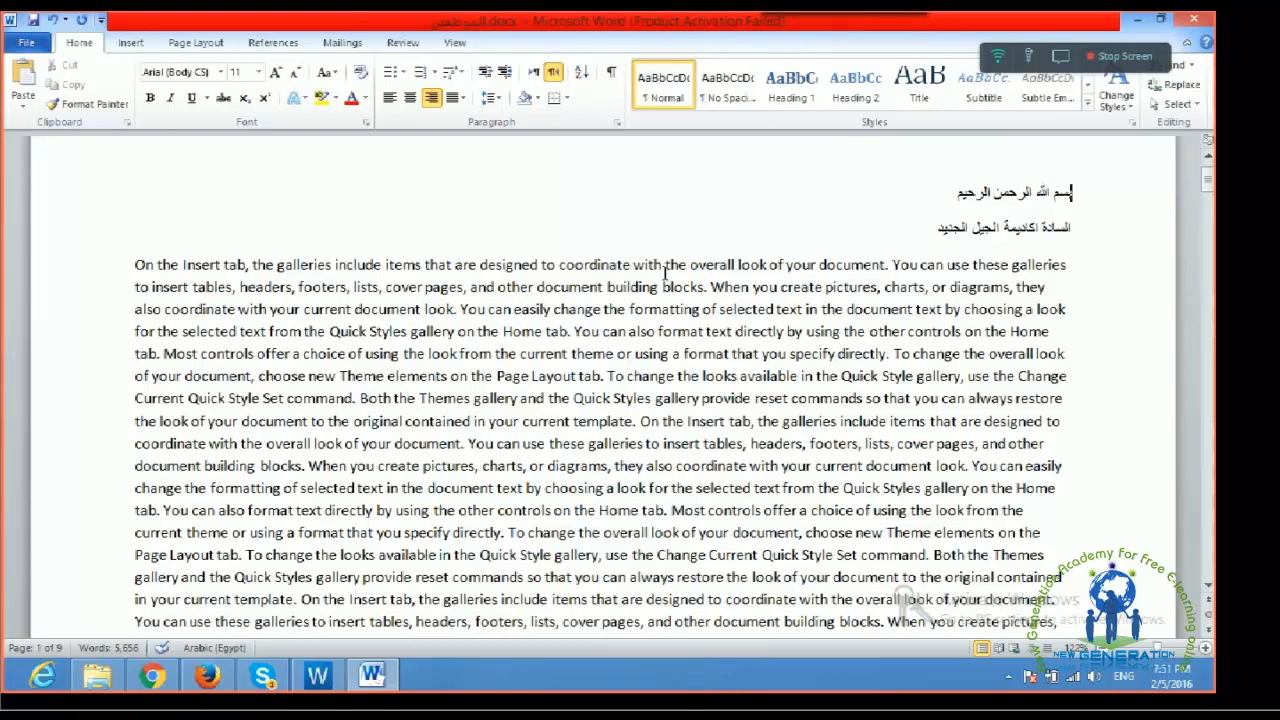 الموظفين.docx - Microsoft Word (Product Activation Failed)
File Home Insert Page Layout References Mailings Review View
Stop Screen
Paste
Cut
Copy
Format Painter
Clipboard
Arial (Body CS) 11
Font
Paragraph
AaBbCcDc AaBbCcDc AaBbC AaBbCc AaB AaBbCc. AaBbCcDc
¶ Normal ¶ No Spaci... Heading 1 Heading 2 Title Subtitle Subtle Em...
Change Styles
Styles
Find
Replace
Select
Editing
بسم الله الرحمن الرحيم
السادة اكاديمة الجيل الجديد
On the Insert tab, the galleries include items that are designed to coordinate with the overall look of your document. You can use these galleries
to insert tables, headers, footers, lists, cover pages, and other document building blocks. When you create pictures, charts, or diagrams, they
also coordinate with your current document look. You can easily change the formatting of selected text in the document text by choosing a look
for the selected text from the Quick Styles gallery on the Home tab. You can also format text directly by using the other controls on the Home
tab. Most controls offer a choice of using the look from the current theme or using a format that you specify directly. To change the overall look
of your document, choose new Theme elements on the Page Layout tab. To change the looks available in the Quick Style gallery, use the Change
Current Quick Style Set command. Both the Themes gallery and the Quick Styles gallery provide reset commands so that you can always restore
the look of your document to the original contained in your current template. On the Insert tab, the galleries include items that are designed to
coordinate with the overall look of your document. You can use these galleries to insert tables, headers, footers, lists, cover pages, and other
document building blocks. When you create pictures, charts, or diagrams, they also coordinate with your current document look. You can easily
change the formatting of selected text in the document text by choosing a look for the selected text from the Quick Styles gallery on the Home
tab. You can also format text directly by using the other controls on the Home tab. Most controls offer a choice of using the look from the
current theme or using a format that you specify directly. To change the overall look of your document, choose new Theme elements on the
Page Layout tab. To change the looks available in the Quick Style gallery, use the Change Current Quick Style Set command. Both the Themes
gallery and the Quick Styles gallery provide reset commands so that you can always restore the look of your document to the original contained
in your current template. On the Insert tab, the galleries include items that are designed to coordinate with the overall look of your document.
You can use these galleries to insert tables, headers, footers, lists, cover pages, and other document building blocks. When you create pictures,
New Generation Academy For Free E-learning online
NEW GENERATION
Page: 1 of 9 Words: 5,656 Arabic (Egypt) 122%
ENG
7:51 PM
2/5/2016